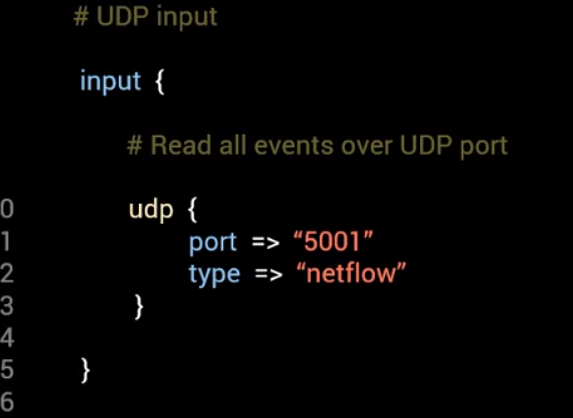 # UDP input
input {
# Read all events over UDP port
0 udp {
1 port => “5001”
2 type => “netflow”
3 }
4
5 }
6